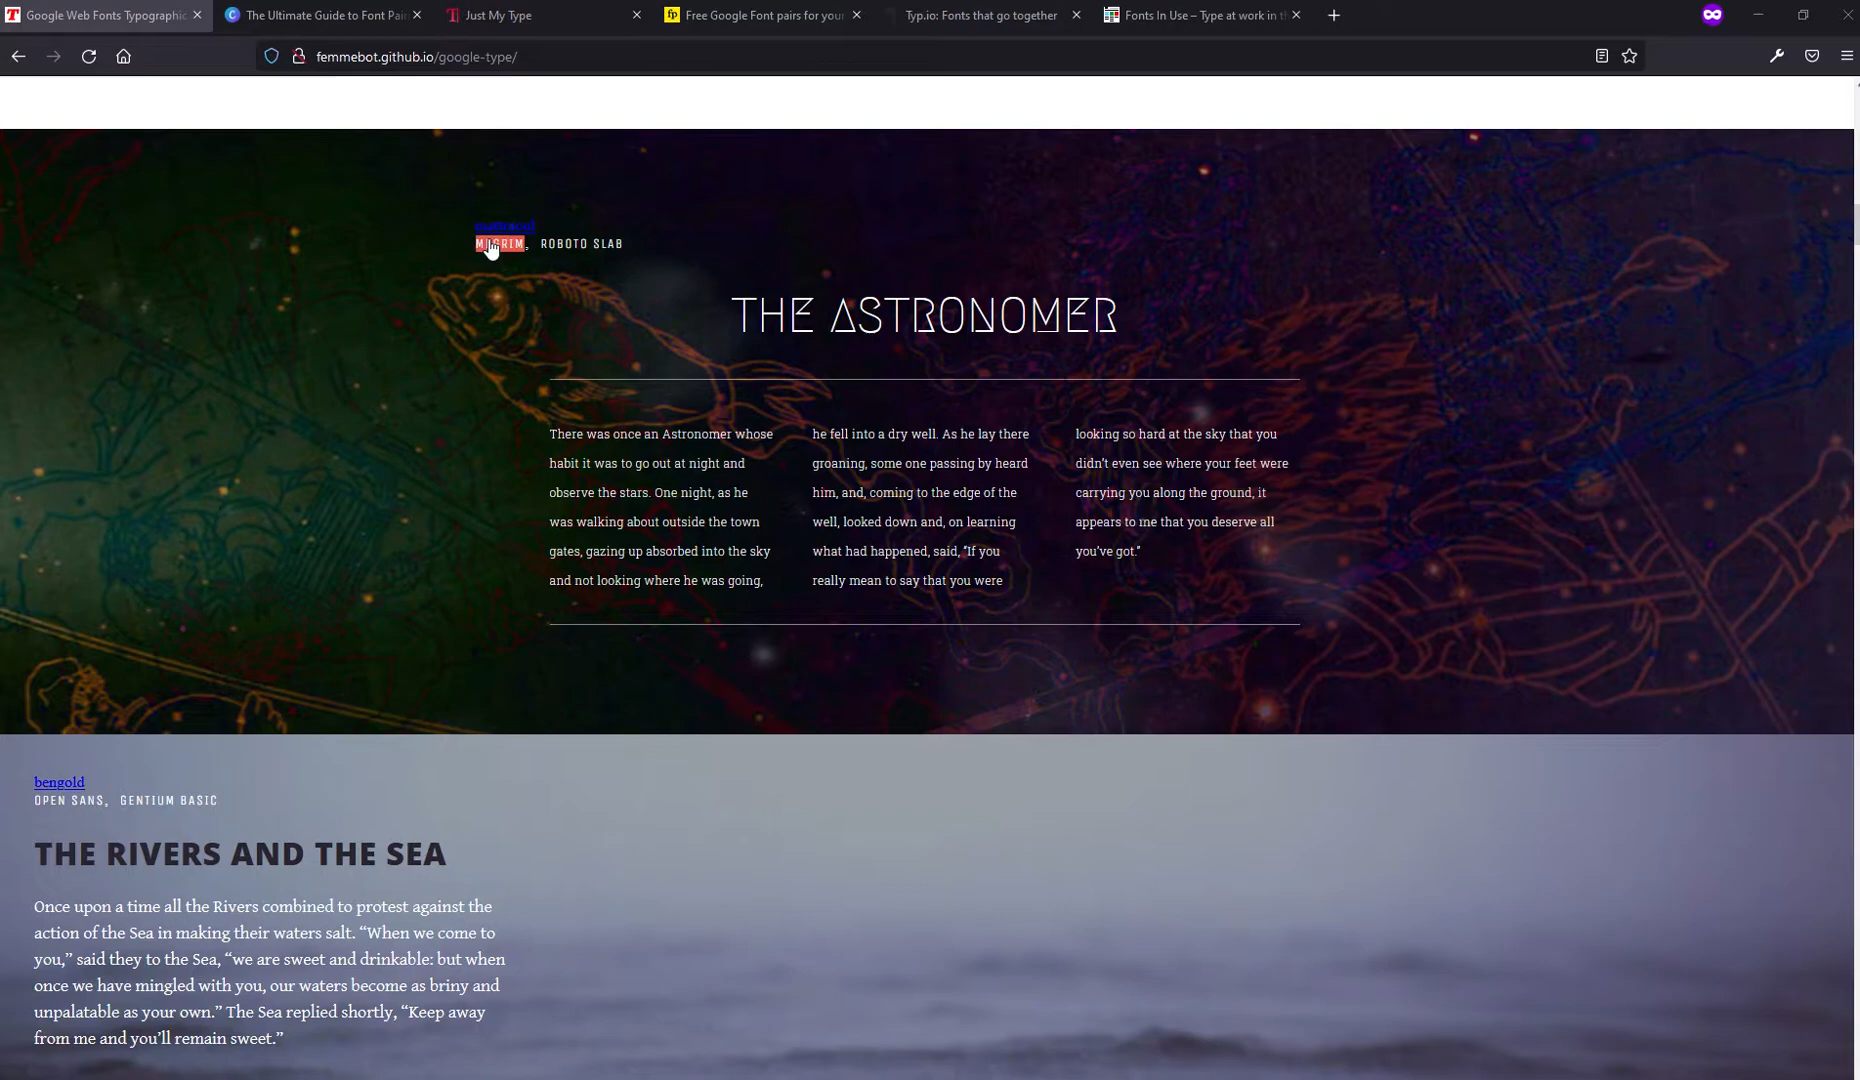 Google Web Fonts Typographic
The Ultimate Guide to Font Pair
Just My Type
Free Google Font pairs for your
Typ.io: Fonts that go together
Fonts In Use – Type at work in th
femmebot.github.io/google-type/
ROBOTO SLAB
THE ASTRONOMER
There was once an Astronomer whose
habit it was to go out at night and
observe the stars. One night, as he
was walking about outside the town
gates, gazing up absorbed into the sky
and not looking where he was going,
he fell into a dry well. As he lay there
groaning, some one passing by heard
him, and, coming to the edge of the
well, looked down and, on learning
what had happened, said, “If you
really mean to say that you were
looking so hard at the sky that you
didn’t even see where your feet were
carrying you along the ground, it
appears to me that you deserve all
you’ve got.”
bengold
OPEN SANS, GENTIUM BASIC
THE RIVERS AND THE SEA
Once upon a time all the Rivers combined to protest against the
action of the Sea in making their waters salt. “When we come to
you,” said they to the Sea, “we are sweet and drinkable: but when
once we have mingled with you, our waters become as briny and
unpalatable as your own.” The Sea replied shortly, “Keep away
from me and you’ll remain sweet.”